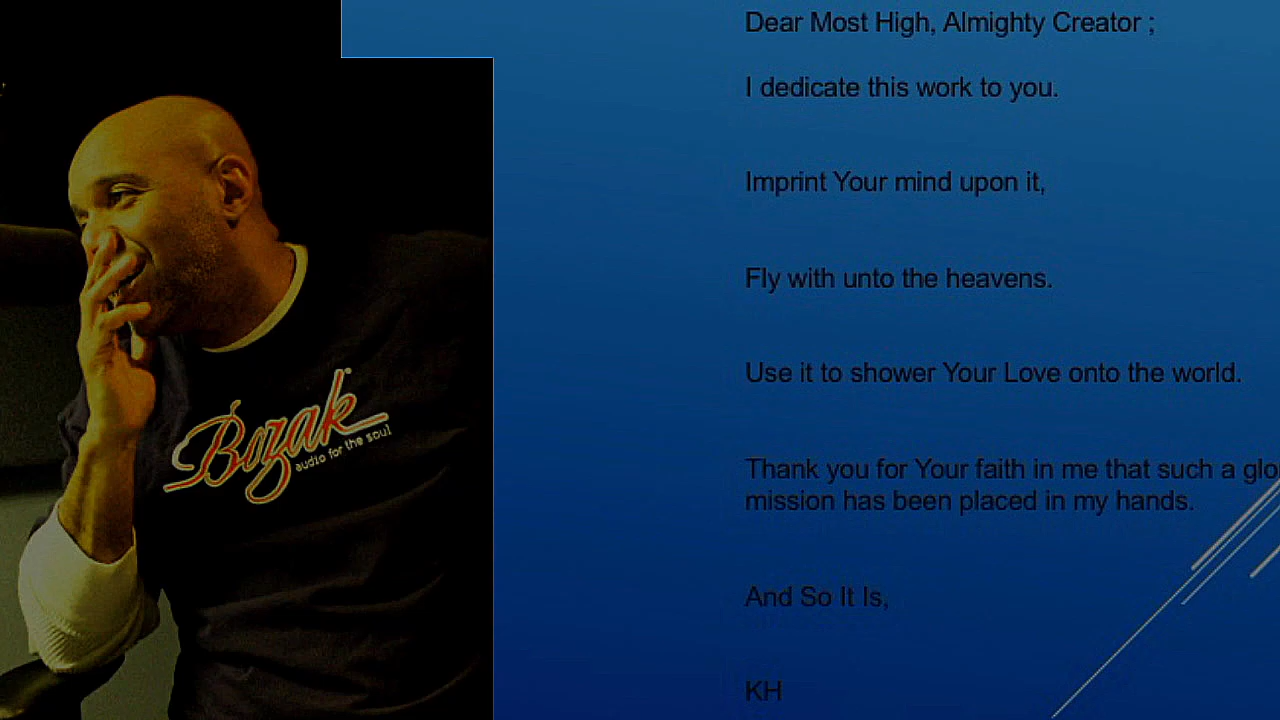 Bozak
audio for the soul
Dear Most High, Almighty Creator ;
I dedicate this work to you.
Imprint Your mind upon it,
Fly with unto the heavens.
Use it to shower Your Love onto the world.
Thank you for Your faith in me that such a
mission has been placed in my hands.
And So It Is,
KH